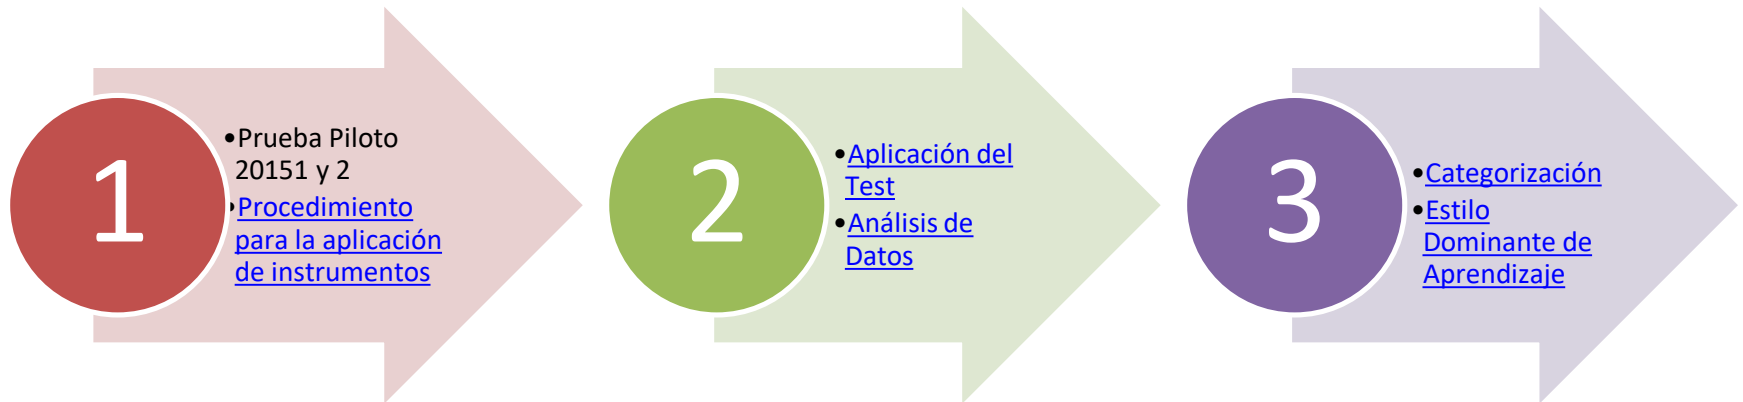 1
•Prueba Piloto
20151 y 2
•Procedimiento
para la aplicación
de instrumentos
2
•Aplicación del
Test
•Análisis de
Datos
3
•Categorización
•Estilo
Dominante de
Aprendizaje